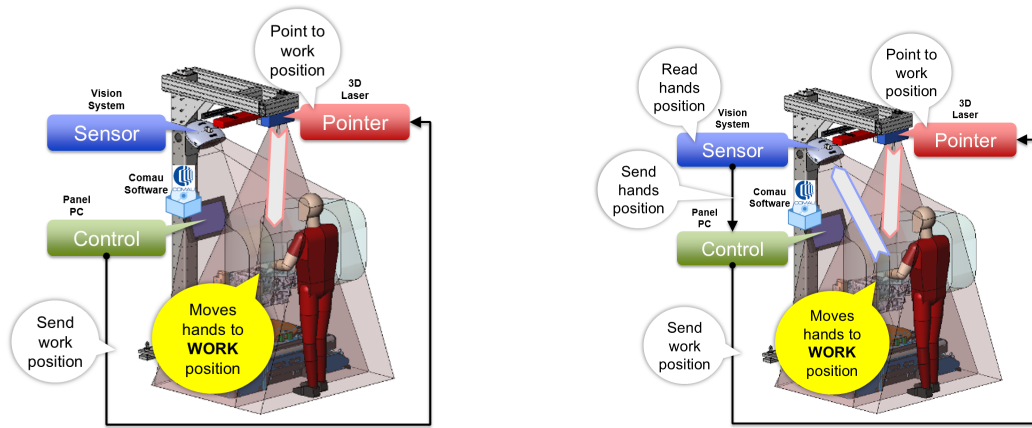 Point to
work
position
Vision
System
3D
Laser
Sensor
Pointer
Comau
Software
COMAU
Panel
PC
Control
Moves
hands to
WORK
position
Send
work
position
Read
hands
position
Point to
work
position
Vision
System
3D
Laser
Sensor
Pointer
Send
hands
position
Comau
Software
COMAU
Panel
PC
Control
Moves
hands to
WORK
position
Send
work
position